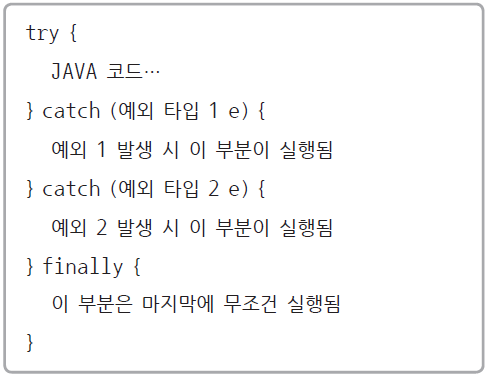 try {
JAVA 코드…
} catch (예외 타입 1 e) {
예외 1 발생 시 이 부분이 실행됨
} catch (예외 타입 2 e) {
예외 2 발생 시 이 부분이 실행됨
} finally {
이 부분은 마지막에 무조건 실행됨
}